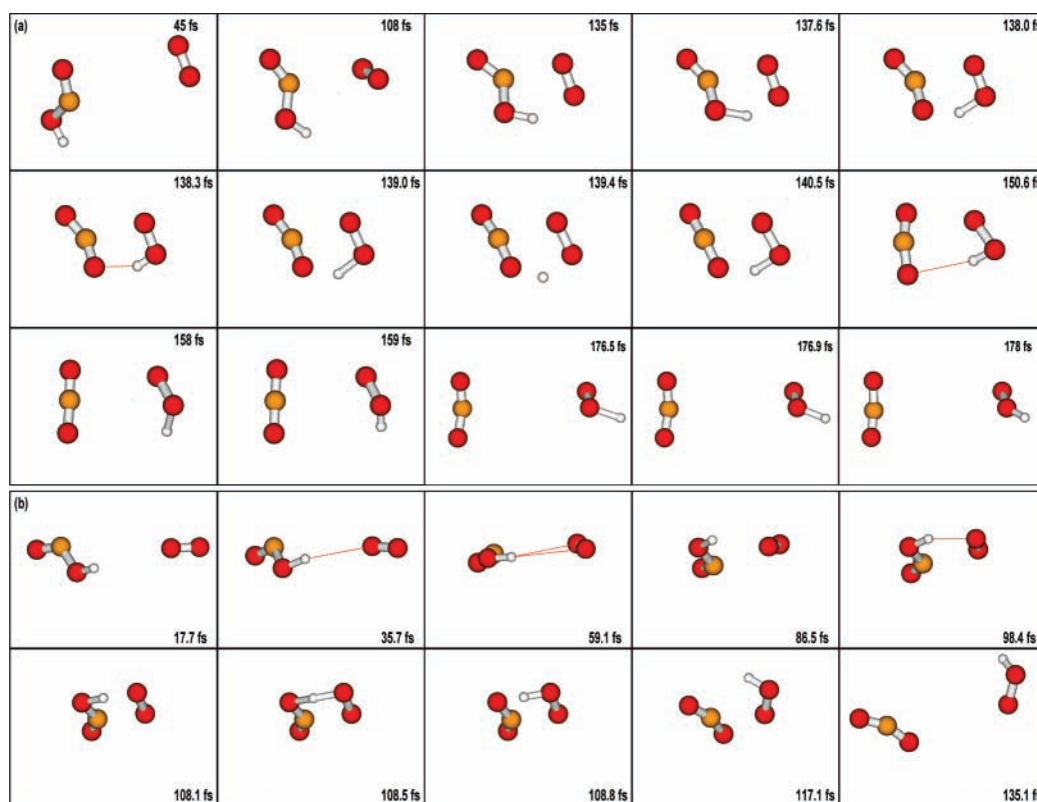 (a)
45 fs
108 fs
135 fs
137.6 fs
138.0 fs
138.3 fs
139.0 fs
139.4 fs
140.5 fs
150.6 fs
158 fs
159 fs
176.5 fs
176.9 fs
178 fs
(b)
17.7 fs
35.7 fs
59.1 fs
86.5 fs
98.4 fs
108.1 fs
108.5 fs
108.8 fs
117.1 fs
135.1 fs